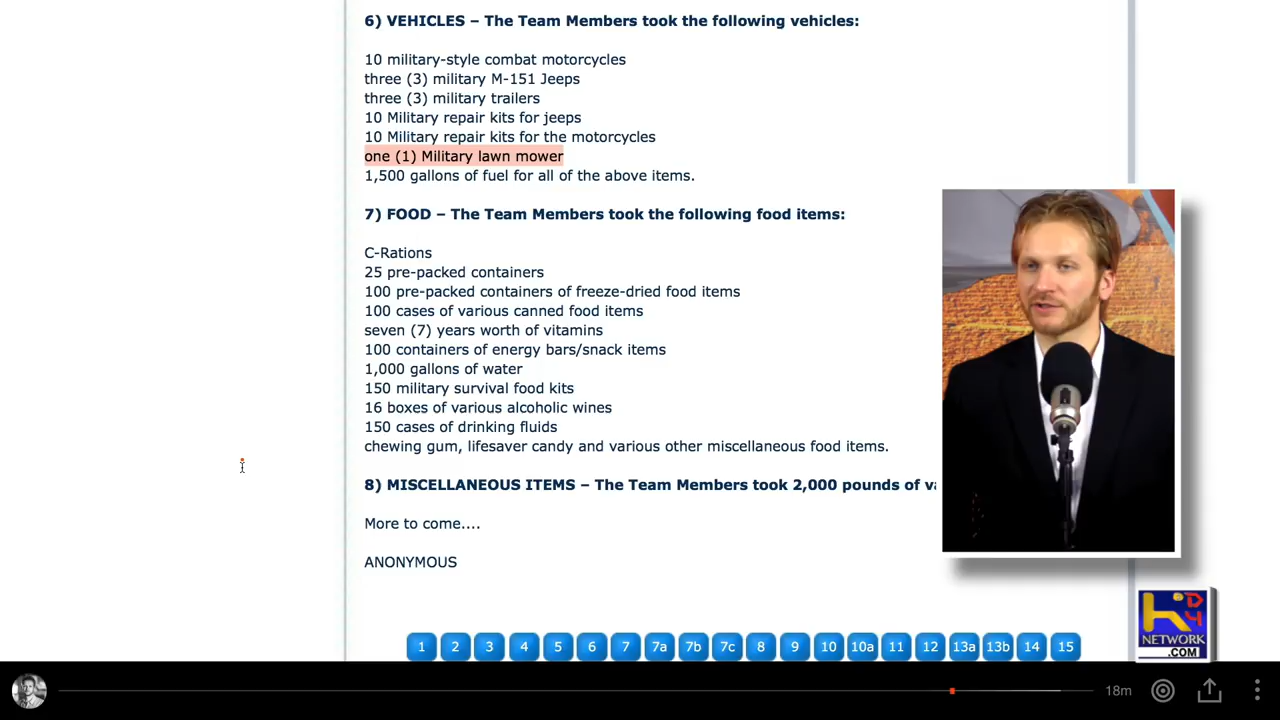 6) VEHICLES – The Team Members took the following vehicles:
10 military-style combat motorcycles
three (3) military M-151 Jeeps
three (3) military trailers
10 Military repair kits for jeeps
10 Military repair kits for the motorcycles
one (1) Military lawn mower
1,500 gallons of fuel for all of the above items.
7) FOOD – The Team Members took the following food items:
C-Rations
25 pre-packed containers
100 pre-packed containers of freeze-dried food items
100 cases of various canned food items
seven (7) years worth of vitamins
100 containers of energy bars/snack items
1,000 gallons of water
150 military survival food kits
16 boxes of various alcoholic wines
150 cases of drinking fluids
chewing gum, lifesaver candy and various other miscellaneous food items.
8) MISCELLANEOUS ITEMS – The Team Members took 2,000 pounds of
More to come....
ANONYMOUS
1 2 3 4 5 6 7 7a 7b 7c 8 9 10 10a 11 12 13a 13b 14 15
NETWORK
.COM
18m